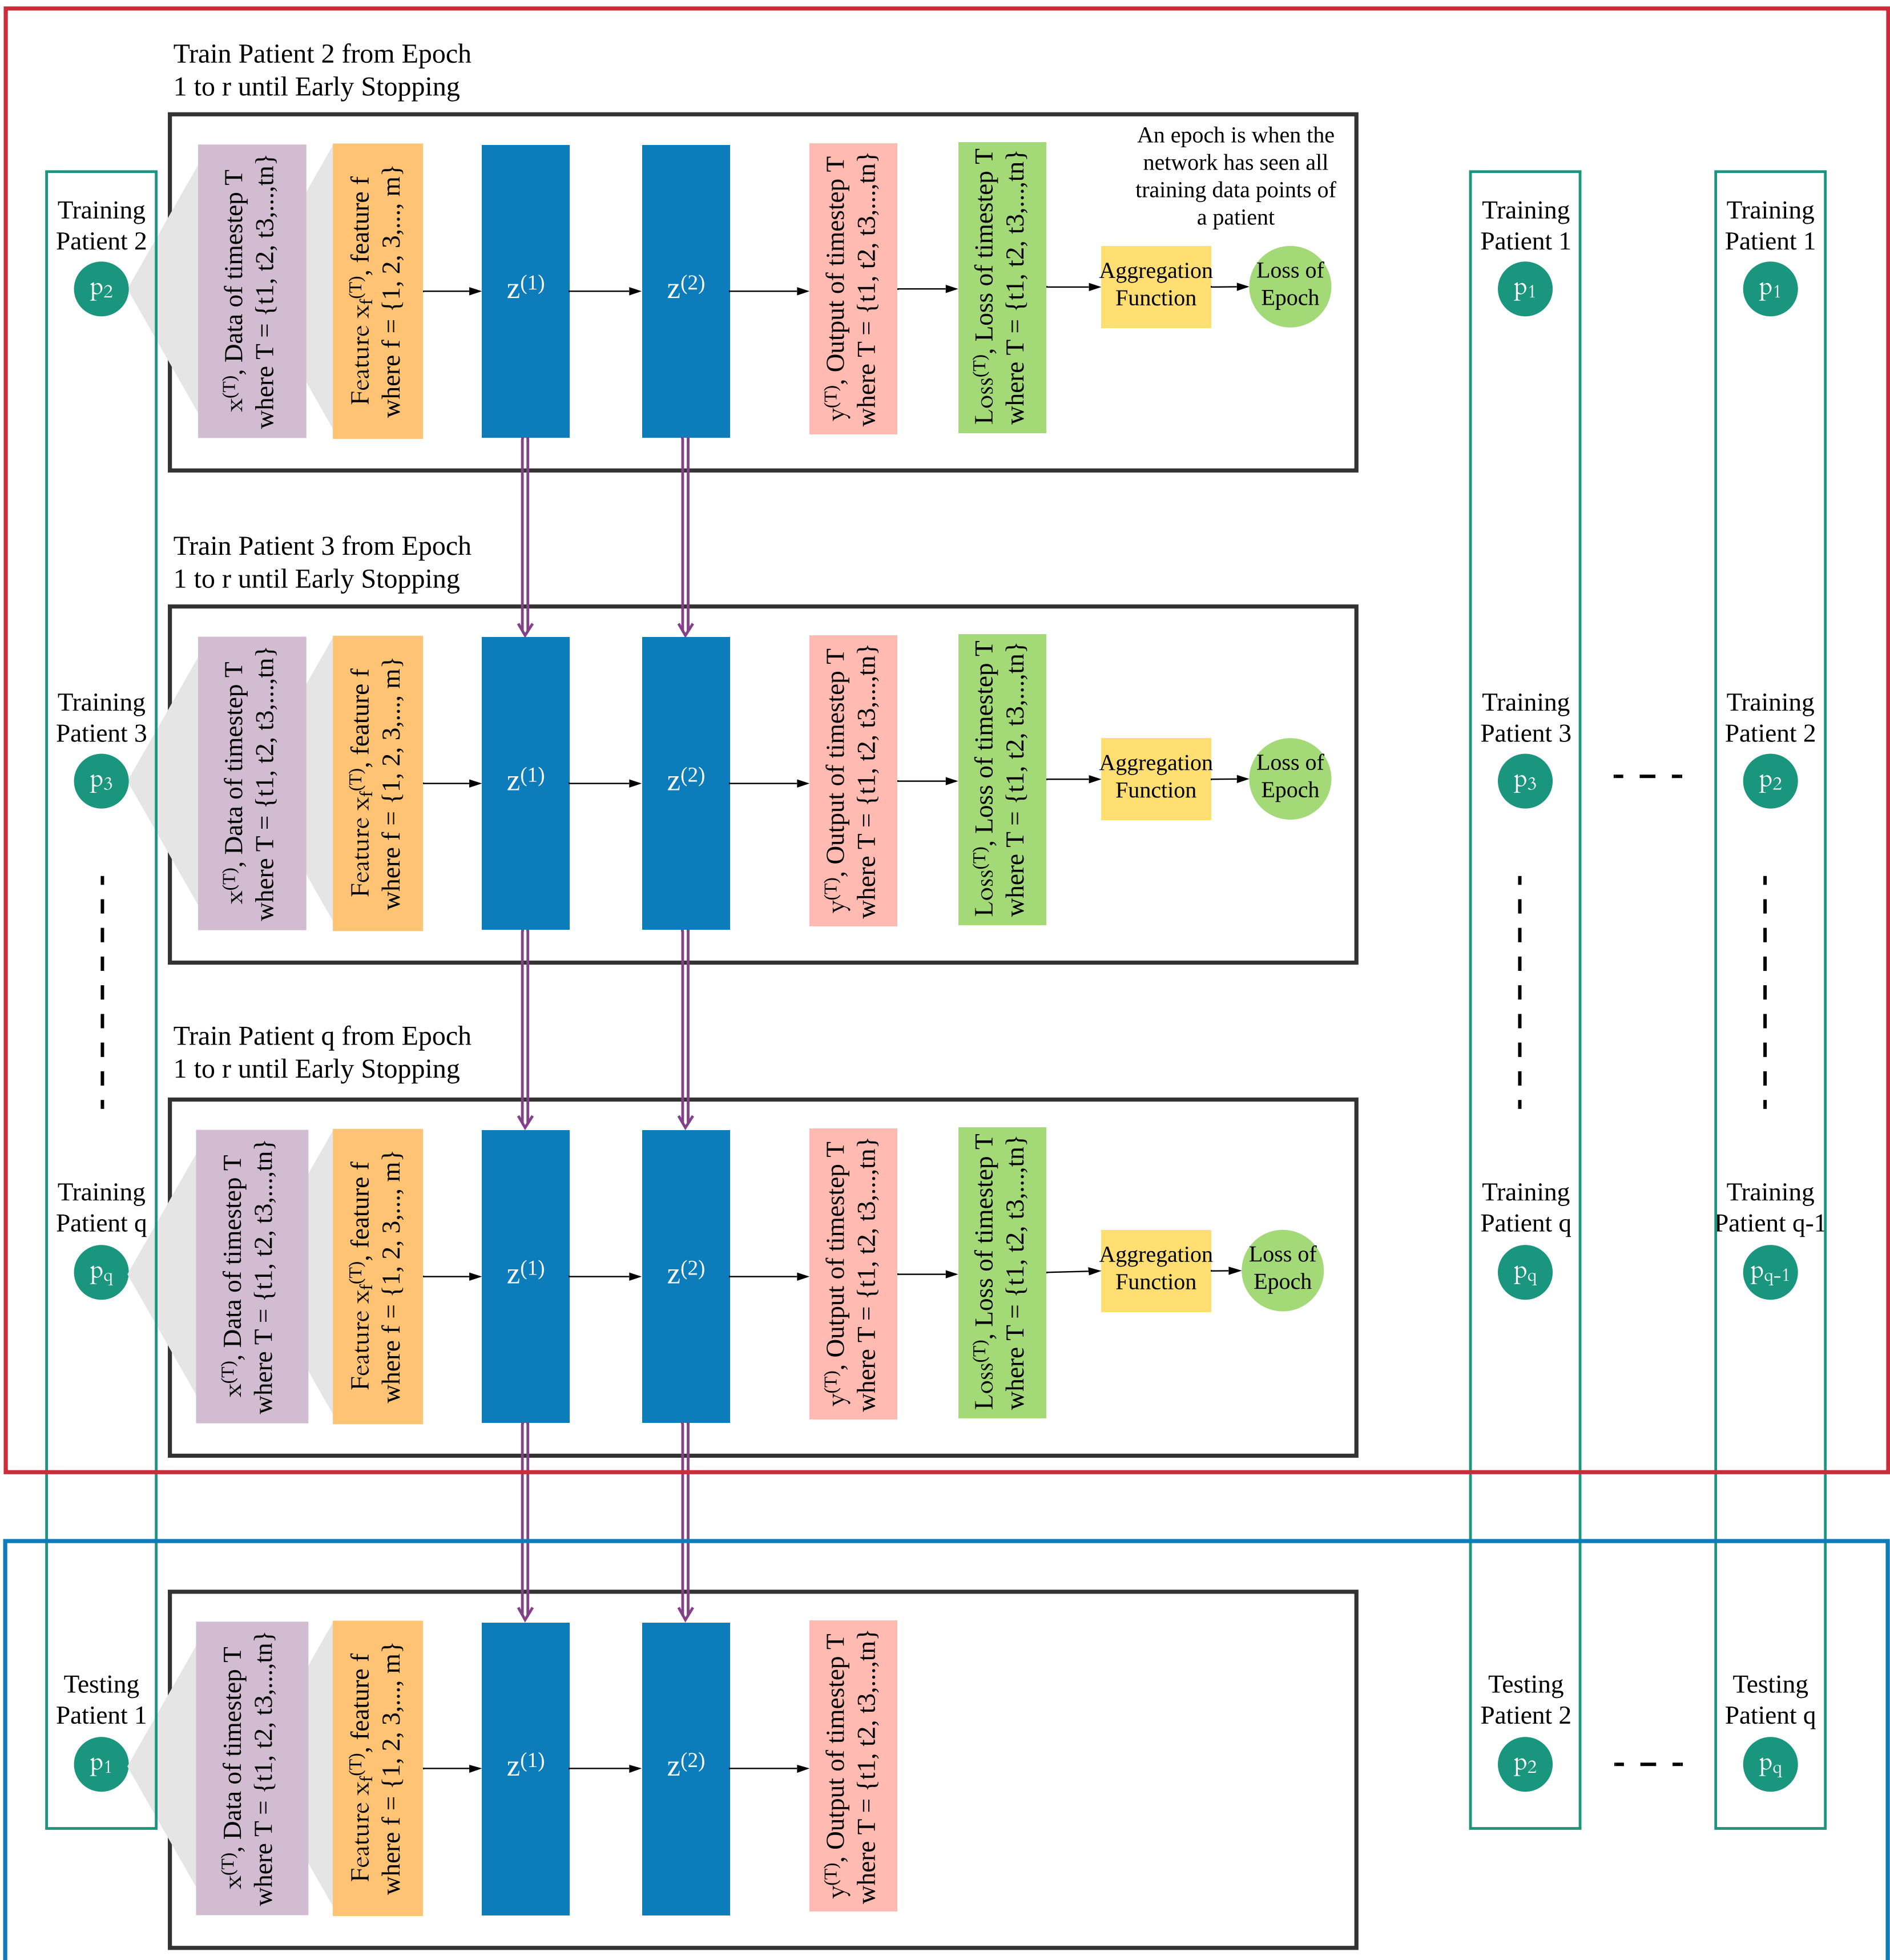 Train Patient 2 from Epoch
1 to r until Early Stopping
An epoch is when the
network has seen all
training data points of
a patient
Training
Patient 2
p2
x(T), Data of timestep T
where T = {t1, t2, t3,...,tn}
Feature xf(T), feature f
where f = {1, 2, 3,..., m}
z(1)
z(2)
y(T), Output of timestep T
where T = {t1, t2, t3,...,tn}
Loss(T), Loss of timestep T
where T = {t1, t2, t3,...,tn}
Aggregation
Function
Loss of
Epoch
Training
Patient 1
p1
Training
Patient 1
p1
Train Patient 3 from Epoch
1 to r until Early Stopping
Training
Patient 3
p3
x(T), Data of timestep T
where T = {t1, t2, t3,...,tn}
Feature xf(T), feature f
where f = {1, 2, 3,..., m}
z(1)
z(2)
y(T), Output of timestep T
where T = {t1, t2, t3,...,tn}
Loss(T), Loss of timestep T
where T = {t1, t2, t3,...,tn}
Aggregation
Function
Loss of
Epoch
Training
Patient 3
p3
Training
Patient 2
p2
Train Patient q from Epoch
1 to r until Early Stopping
Training
Patient q
pq
x(T), Data of timestep T
where T = {t1, t2, t3,...,tn}
Feature xf(T), feature f
where f = {1, 2, 3,..., m}
z(1)
z(2)
y(T), Output of timestep T
where T = {t1, t2, t3,...,tn}
Loss(T), Loss of timestep T
where T = {t1, t2, t3,...,tn}
Aggregation
Function
Loss of
Epoch
Training
Patient q
pq
Training
Patient q-1
pq-1
Testing
Patient 1
p1
x(T), Data of timestep T
where T = {t1, t2, t3,...,tn}
Feature xf(T), feature f
where f = {1, 2, 3,..., m}
z(1)
z(2)
y(T), Output of timestep T
where T = {t1, t2, t3,...,tn}
Testing
Patient 2
p2
Testing
Patient q
pq